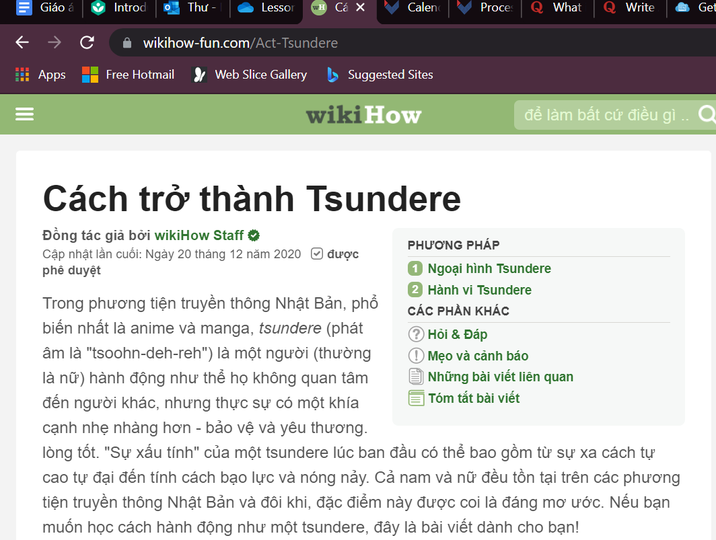 Giáo á
Introd
Thư -
Lessor
Cá
Calen
Proce
What
Write
Get
wikihow-fun.com/Act-Tsundere
Apps
Free Hotmail
Web Slice Gallery
Suggested Sites
wikiHow
để làm bất cứ điều gì ..
Cách trở thành Tsundere
Đồng tác giả bởi wikiHow Staff
Cập nhật lần cuối: Ngày 20 tháng 12 năm 2020 được
phê duyệt
PHƯƠNG PHÁP
1 Ngoại hình Tsundere
2 Hành vi Tsundere
CÁC PHẦN KHÁC
Hỏi & Đáp
Mẹo và cảnh báo
Những bài viết liên quan
Tóm tắt bài viết
Trong phương tiện truyền thông Nhật Bản, phổ
biến nhất là anime và manga, tsundere (phát
âm là "tsoohn-deh-reh") là một người (thường
là nữ) hành động như thể họ không quan tâm
đến người khác, nhưng thực sự có một khía
cạnh nhẹ nhàng hơn - bảo vệ và yêu thương.
lòng tốt. "Sự xấu tính" của một tsundere lúc ban đầu có thể bao gồm từ sự xa cách tự
cao tự đại đến tính cách bạo lực và nóng nảy. Cả nam và nữ đều tồn tại trên các phương
tiện truyền thông Nhật Bản và đôi khi, đặc điểm này được coi là đáng mơ ước. Nếu bạn
muốn học cách hành động như một tsundere, đây là bài viết dành cho bạn!